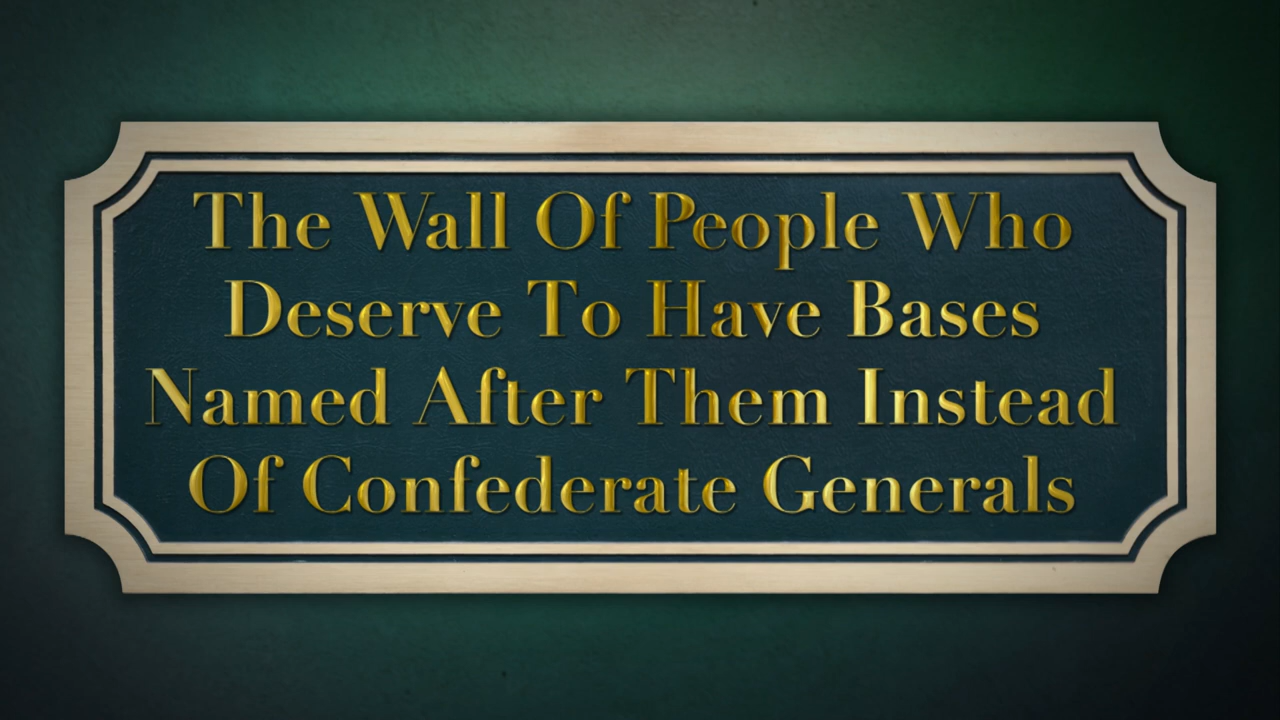 The Wall Of People Who
Deserve To Have Bases
Named After Them Instead
Of Confederate Generals